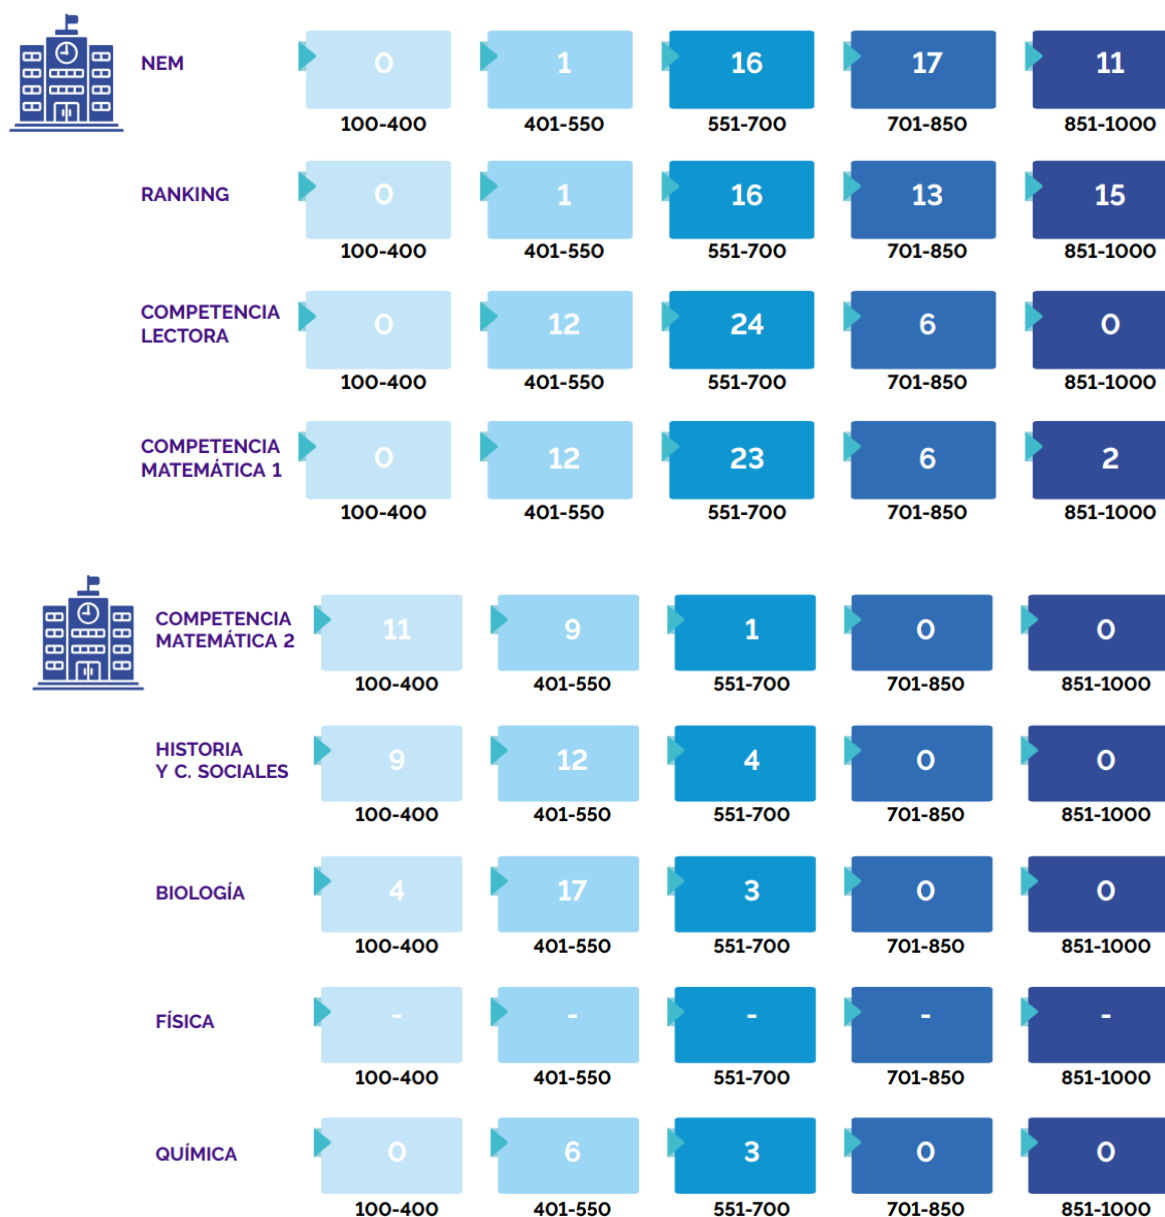 NEM
0 1 16 17 11
100-400 401-550 551-700 701-850 851-1000
RANKING
0 1 16 13 15
100-400 401-550 551-700 701-850 851-1000
COMPETENCIA
LECTORA
0 12 24 6 0
100-400 401-550 551-700 701-850 851-1000
COMPETENCIA
MATEMÁTICA 1
0 12 23 6 2
100-400 401-550 551-700 701-850 851-1000
COMPETENCIA
MATEMÁTICA 2
11 9 1 0 0
100-400 401-550 551-700 701-850 851-1000
HISTORIA
Y C. SOCIALES
9 12 4 0 0
100-400 401-550 551-700 701-850 851-1000
BIOLOGÍA
4 17 3 0 0
100-400 401-550 551-700 701-850 851-1000
FÍSICA
- - - - -
100-400 401-550 551-700 701-850 851-1000
QUÍMICA
0 6 3 0 0
100-400 401-550 551-700 701-850 851-1000